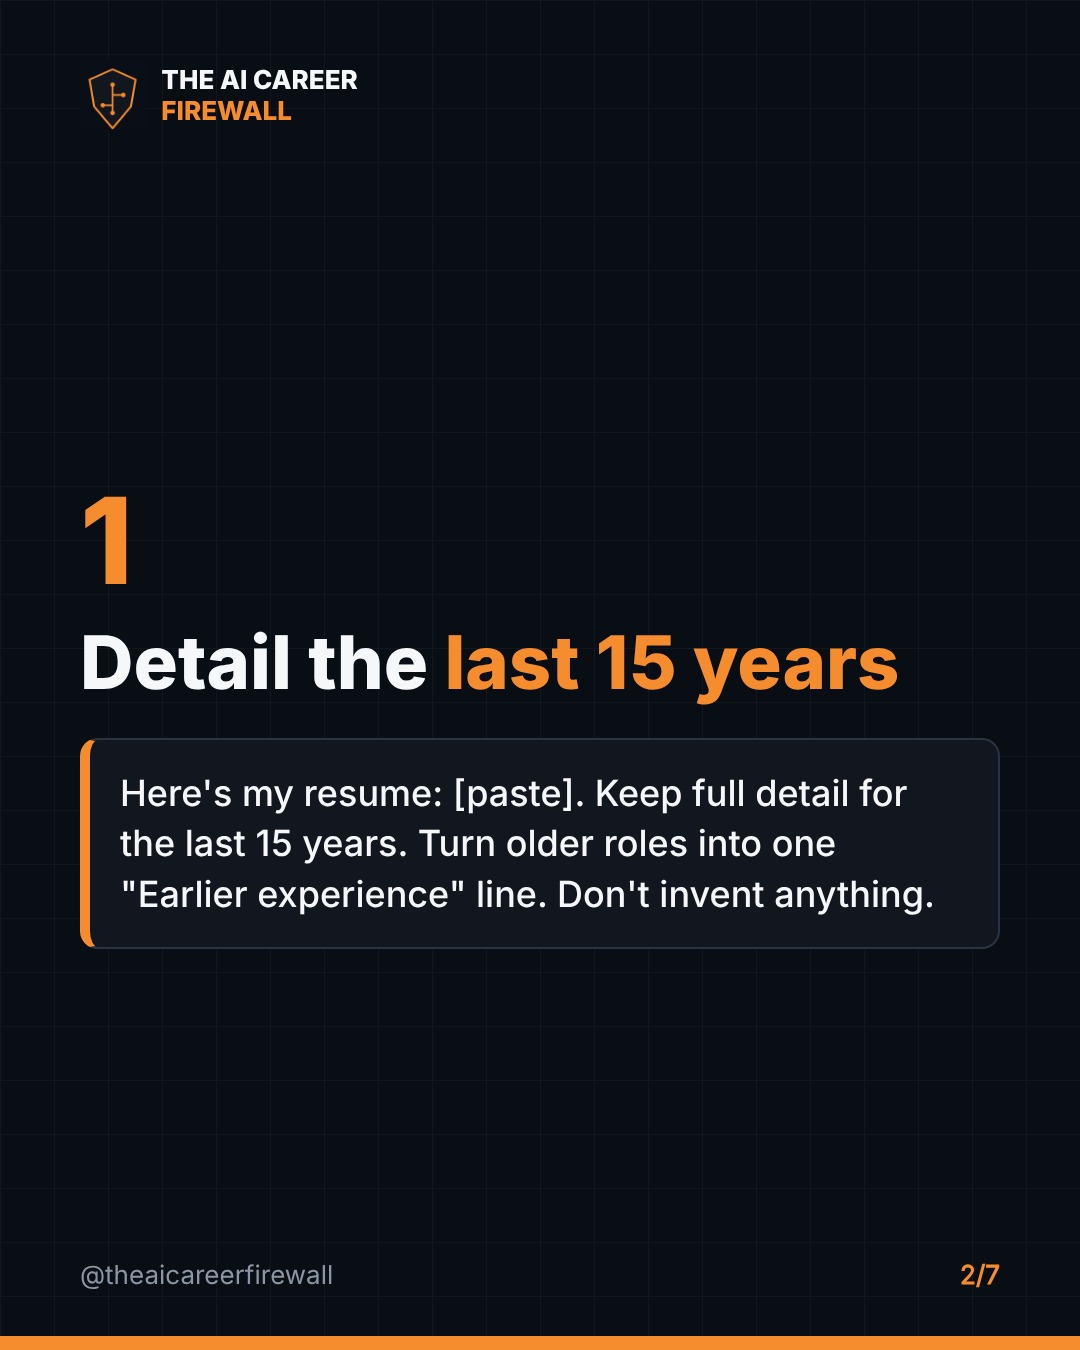 THE AI CAREER
FIREWALL
1
Detail the last 15 years
Here's my resume: [paste]. Keep full detail for
the last 15 years. Turn older roles into one
"Earlier experience" line. Don't invent anything.
@theaicareerfirewall
2/7